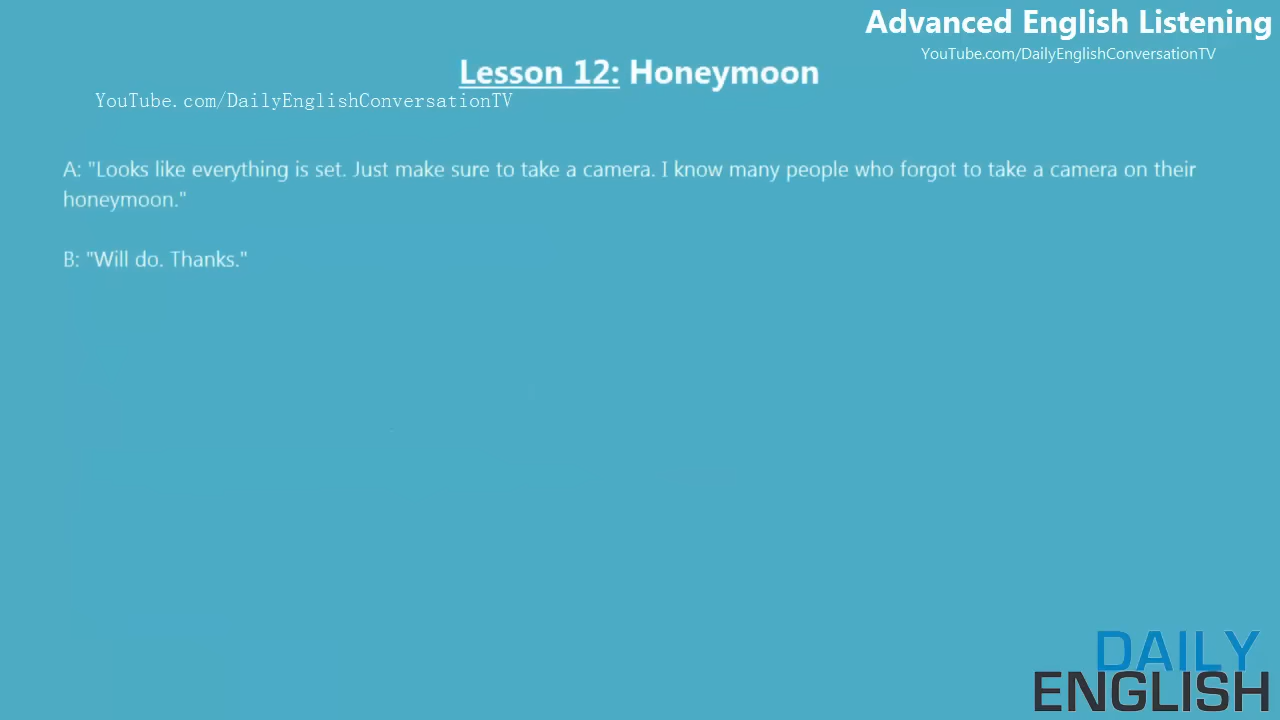 Advanced English Listening
YouTube.com/DailyEnglishConversationTV
Lesson 12: Honeymoon
YouTube.com/DailyEnglishConversationTV
A: "Looks like everything is set. Just make sure to take a camera. I know many people who forgot to take a camera on their
honeymoon."
B: "Will do. Thanks."
DAILY
ENGLISH